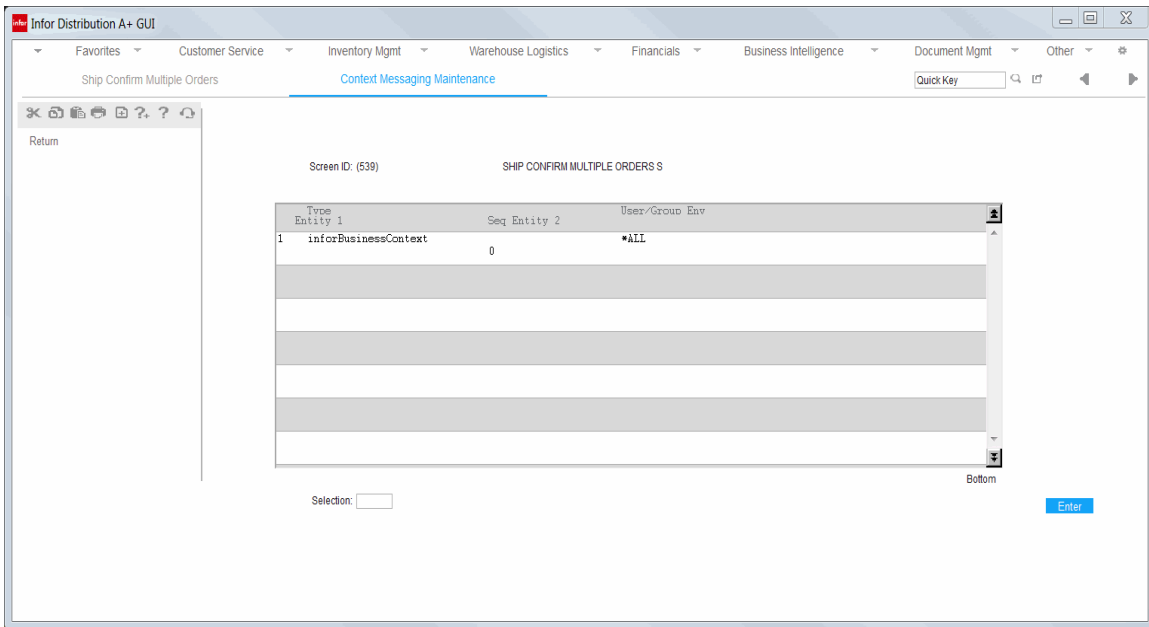 infor Infor Distribution A+ GUI
Favorites Customer Service Inventory Mgmt Warehouse Logistics Financials Business Intelligence Document Mgmt Other
Ship Confirm Multiple Orders Context Messaging Maintenance Quick Key
Return
Screen ID: (539) SHIP CONFIRM MULTIPLE ORDERS S
Type User/Group Env
Entity 1 Seq Entity 2
1 inforBusinessContext *ALL
0
Bottom
Selection:
Enter